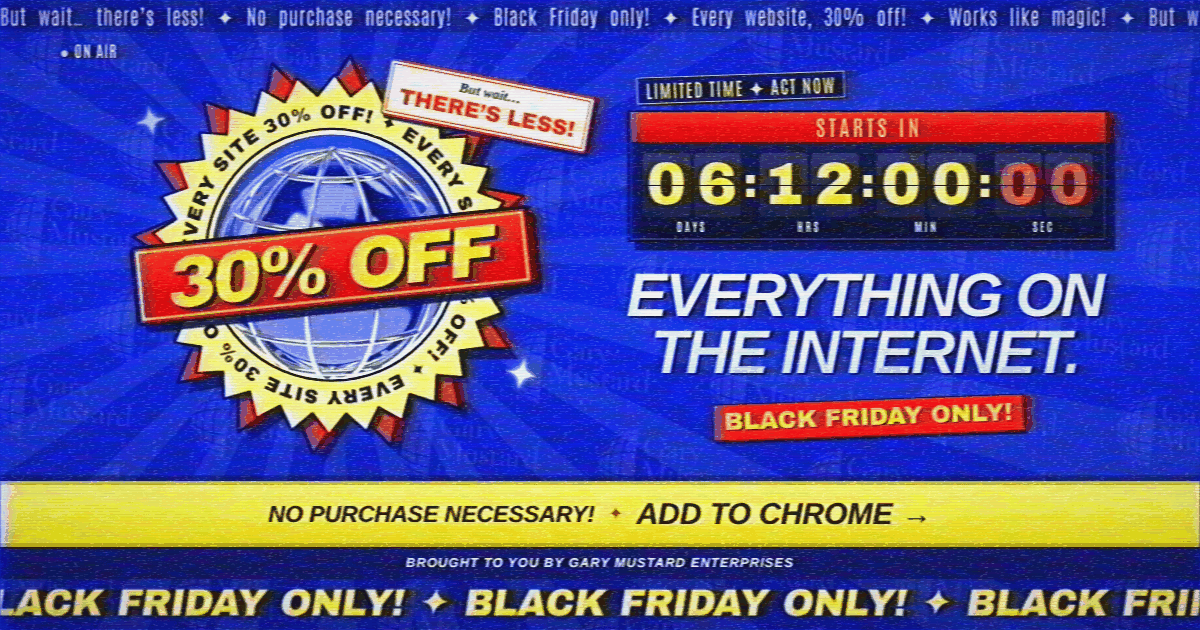 But wait... there's less! ✦ No purchase necessary! ✦ Black Friday only! ✦ Every website, 30% off! ✦ Works like magic! ✦ But w
● ON AIR
But wait...
THERE'S LESS!
EVERY SITE 30% OFF! ✦ EVERY S
% OFF! ✦ EVERY SITE 30% O
30% OFF
LIMITED TIME ✦ ACT NOW
STARTS IN
06:12:00:00
DAYS HRS MIN SEC
EVERYTHING ON
THE INTERNET.
BLACK FRIDAY ONLY!
NO PURCHASE NECESSARY! ✦ ADD TO CHROME →
BROUGHT TO YOU BY GARY MUSTARD ENTERPRISES
LACK FRIDAY ONLY! ✦ BLACK FRIDAY ONLY! ✦ BLACK FRI
Gary
Mustard